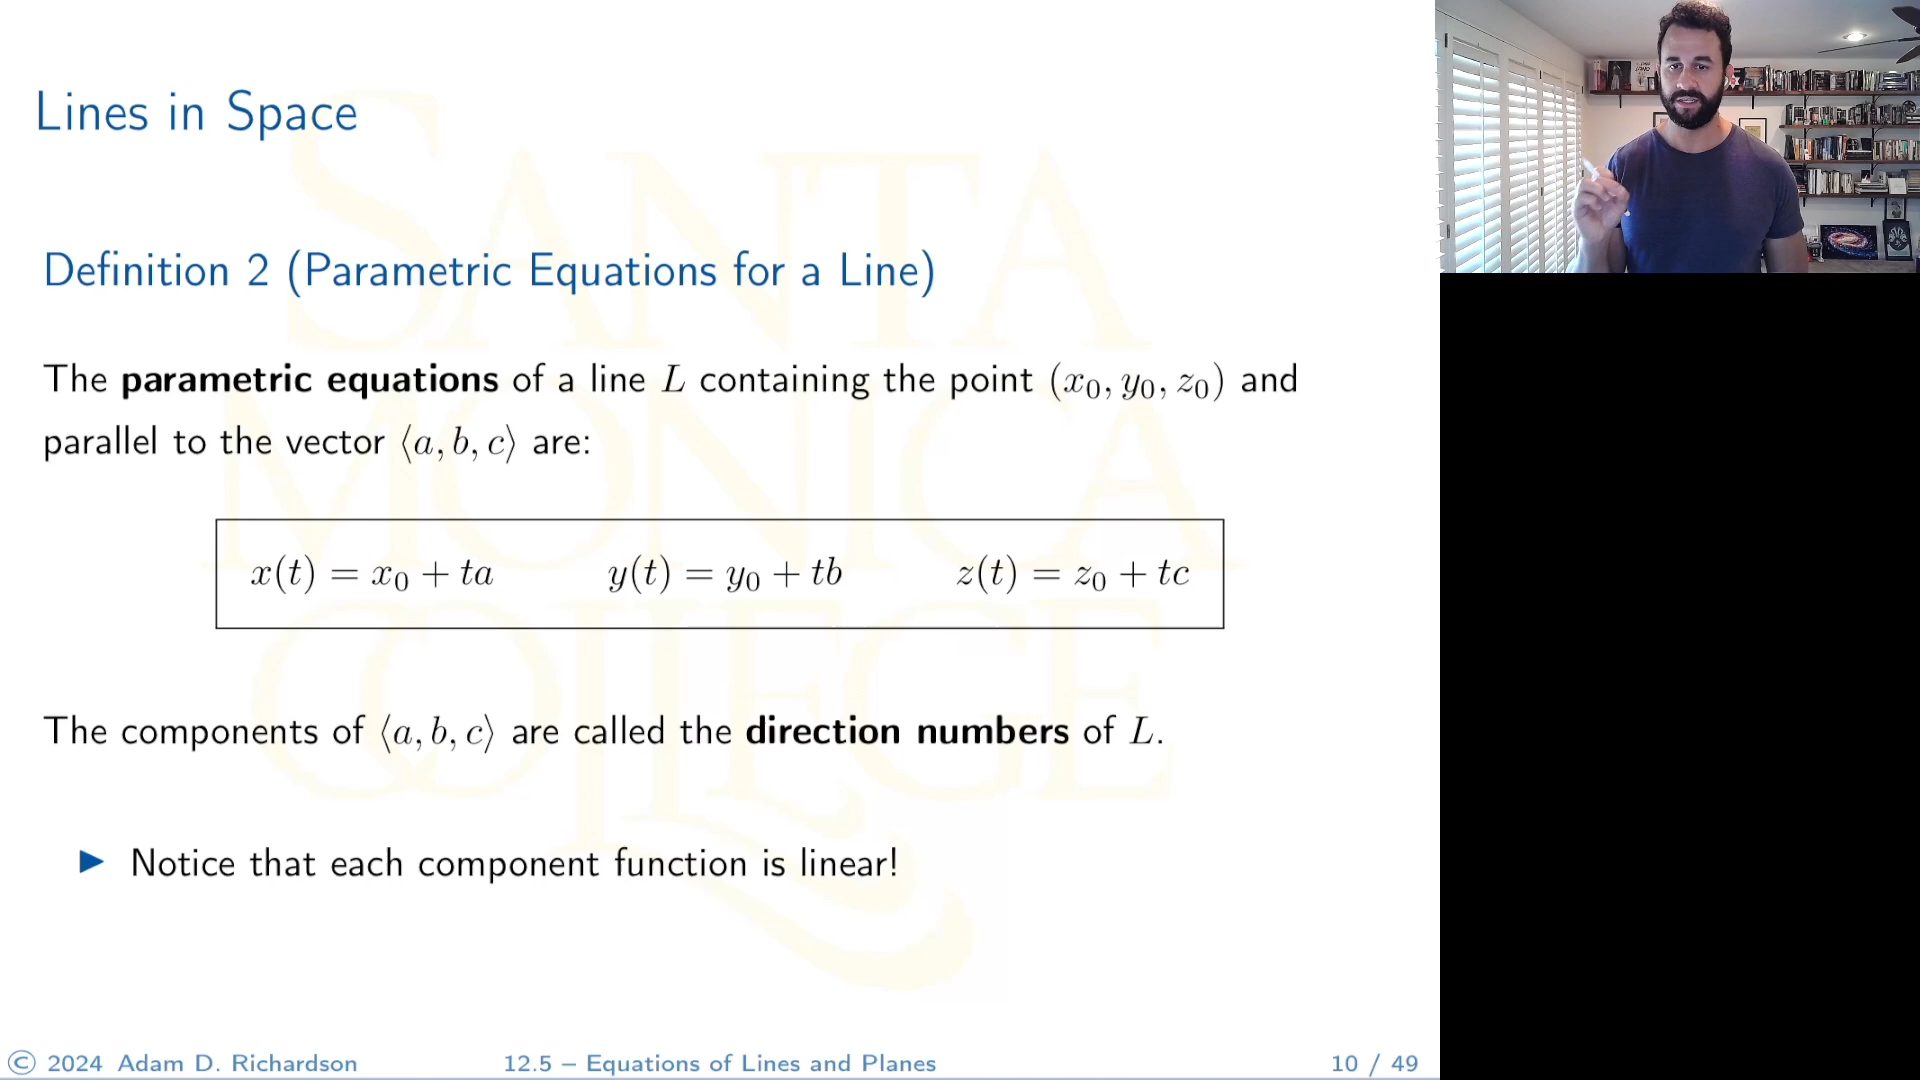 Lines in Space
Definition 2 (Parametric Equations for a Line)
The parametric equations of a line L containing the point (x₀, y₀, z₀) and
parallel to the vector ⟨a, b, c⟩ are:
x(t) = x₀ + ta y(t) = y₀ + tb z(t) = z₀ + tc
The components of ⟨a, b, c⟩ are called the direction numbers of L.
▶ Notice that each component function is linear!
SANTA
MONICA
COLLEGE
© 2024 Adam D. Richardson 12.5 – Equations of Lines and Planes 10 / 49